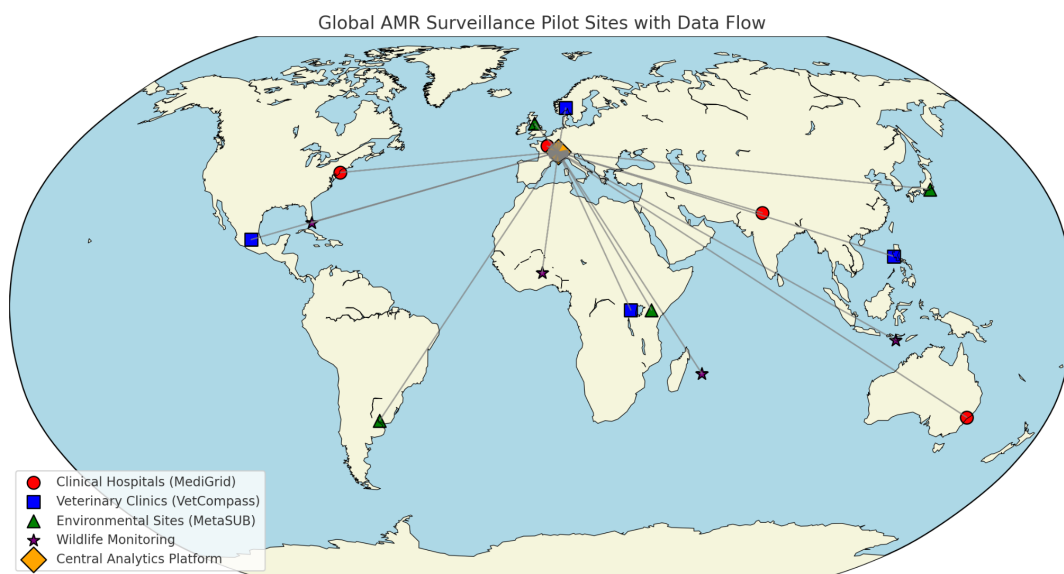 Global AMR Surveillance Pilot Sites with Data Flow
Clinical Hospitals (MediGrid)
Veterinary Clinics (VetCompass)
Environmental Sites (MetaSUB)
Wildlife Monitoring
Central Analytics Platform